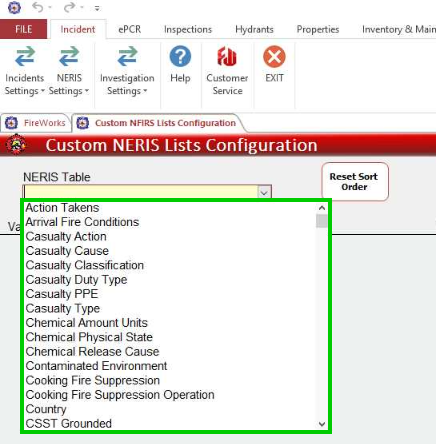 FILE Incident ePCR Inspections Hydrants Properties Inventory & Main
Incidents NERIS Investigation Help Customer EXIT
Settings Settings Settings Service
FireWorks Custom NFIRS Lists Configuration
Custom NERIS Lists Configuration
NERIS Table
Reset Sort
Order
Va
Action Takens
Arrival Fire Conditions
Casualty Action
Casualty Cause
Casualty Classification
Casualty Duty Type
Casualty PPE
Casualty Type
Chemical Amount Units
Chemical Physical State
Chemical Release Cause
Contaminated Environment
Cooking Fire Suppression
Cooking Fire Suppression Operation
Country
CSST Grounded